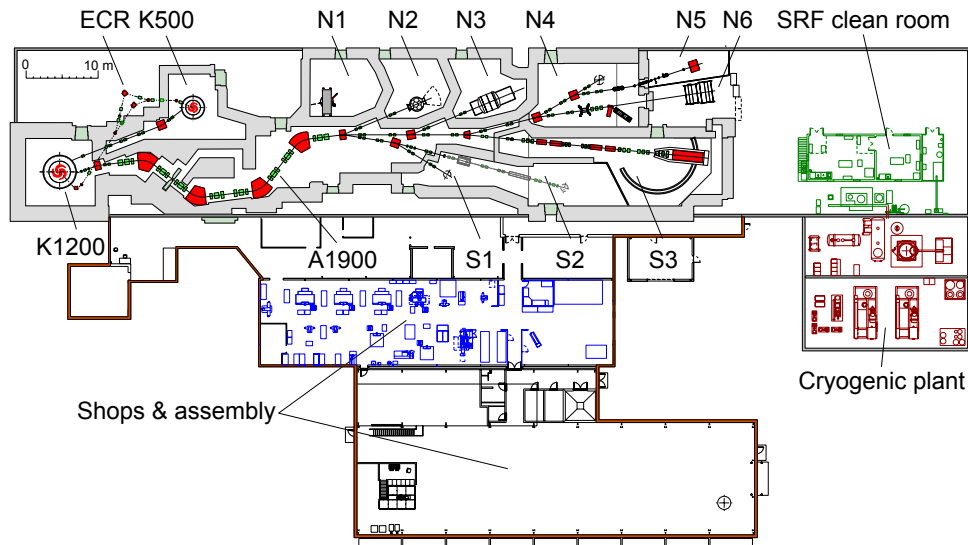 ECR K500 N1 N2 N3 N4 N5 N6 SRF clean room
0 10 m
K1200 A1900 S1 S2 S3
Cryogenic plant
Shops & assembly